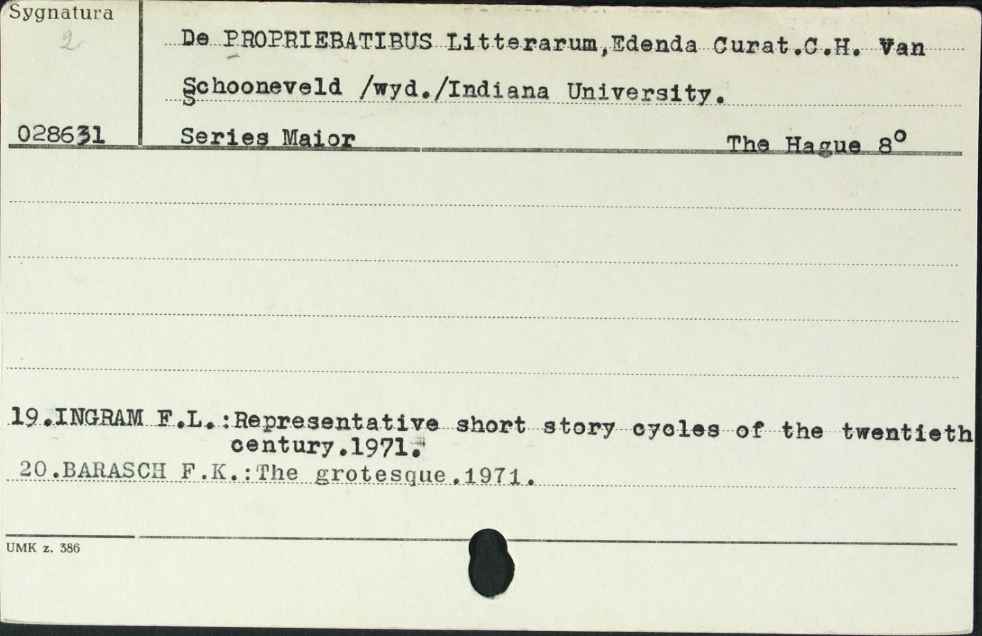 Sygnatura
2
De PROPRIEBATIBUS Litterarum,Edenda Curat.C.H. Van
Schooneveld /wyd./Indiana University.
028631
Series Maior The Hague 8º
19.INGRAM F.L.:Representative short story cycles of the twentieth
century.1971.
20.BARASCH F.K.:The grotesque.1971.
UMK z. 386